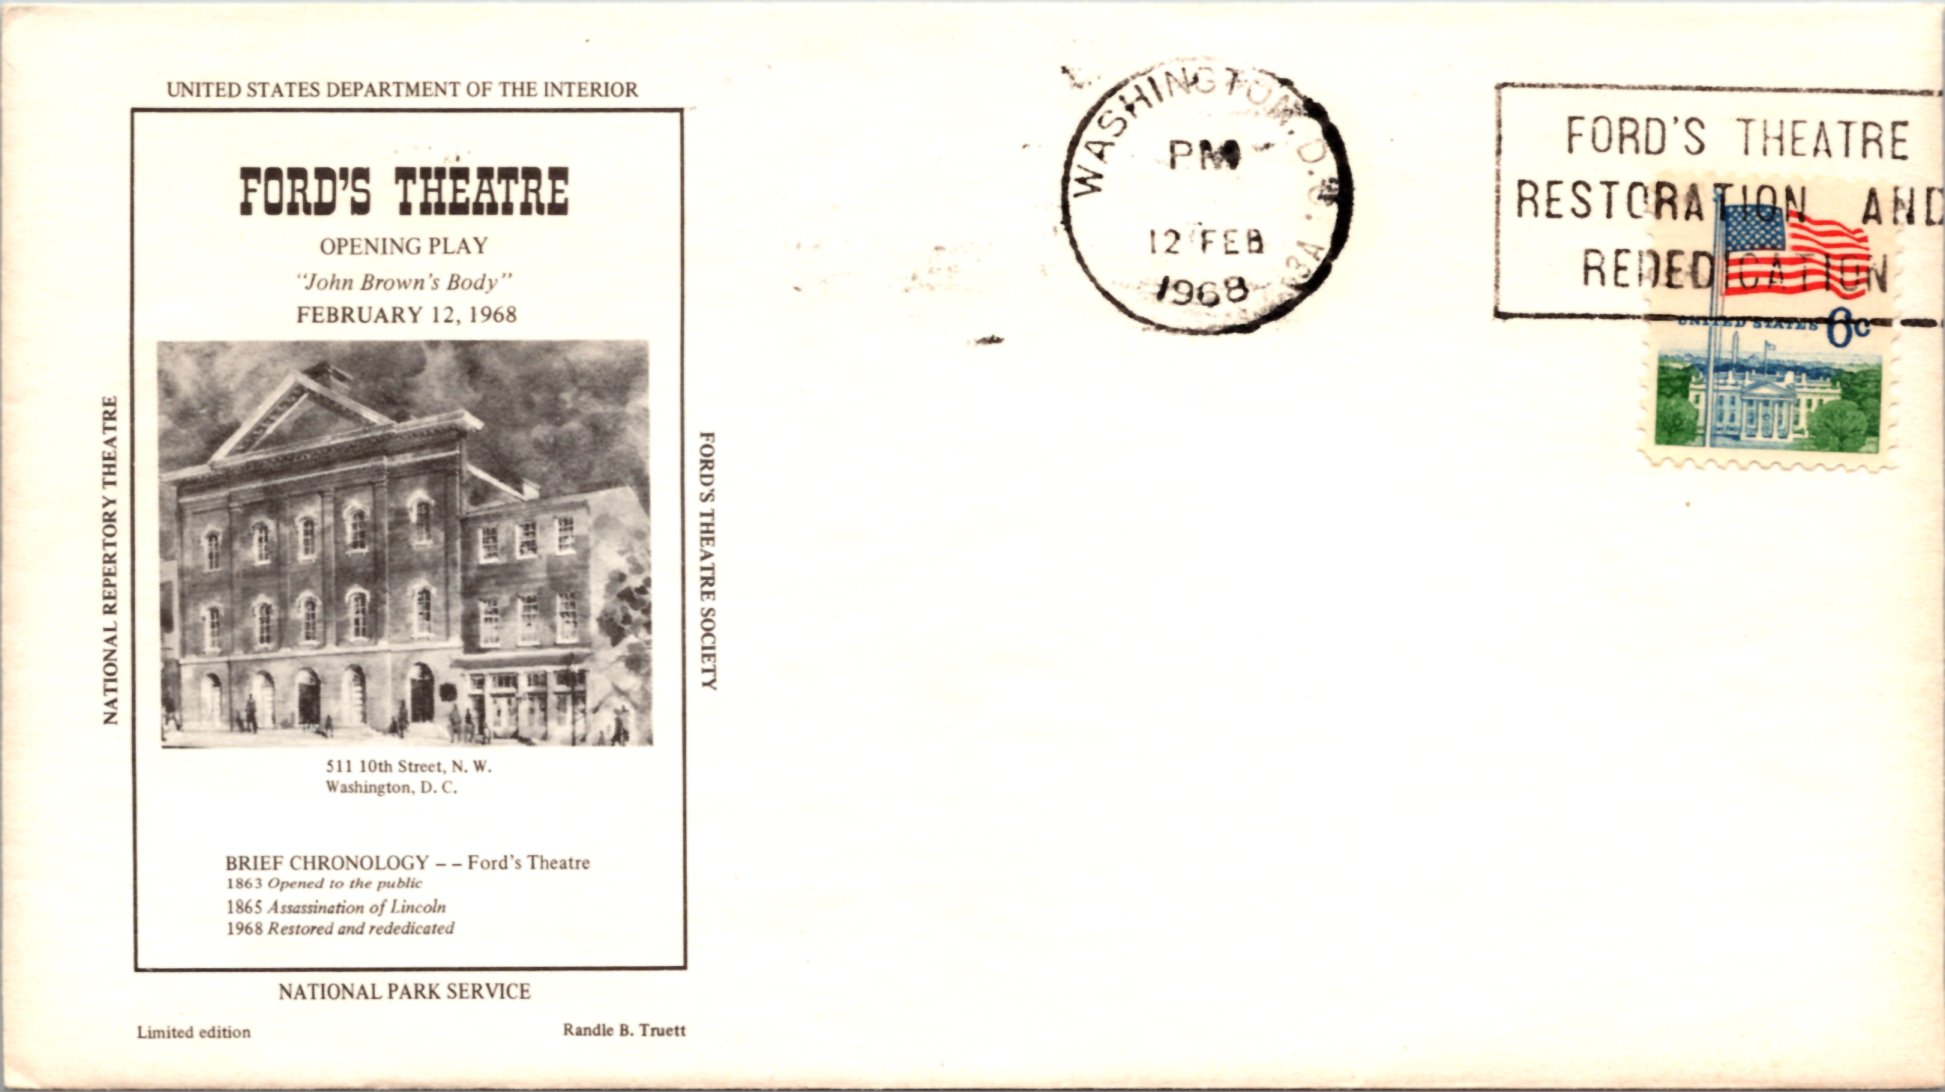 UNITED STATES DEPARTMENT OF THE INTERIOR
FORD'S THEATRE
OPENING PLAY
"John Brown's Body"
FEBRUARY 12, 1968
NATIONAL REPERTORY THEATRE
FORD'S THEATRE SOCIETY
511 10th Street, N. W.
Washington, D. C.
BRIEF CHRONOLOGY – – Ford's Theatre
1863 Opened to the public
1865 Assassination of Lincoln
1968 Restored and rededicated
NATIONAL PARK SERVICE
Limited edition
Randle B. Truett
WASHINGTON, D.C.
PM
12 FEB
1968
FORD'S THEATRE
RESTORATION AND
REDEDICATION
UNITED STATES 6c